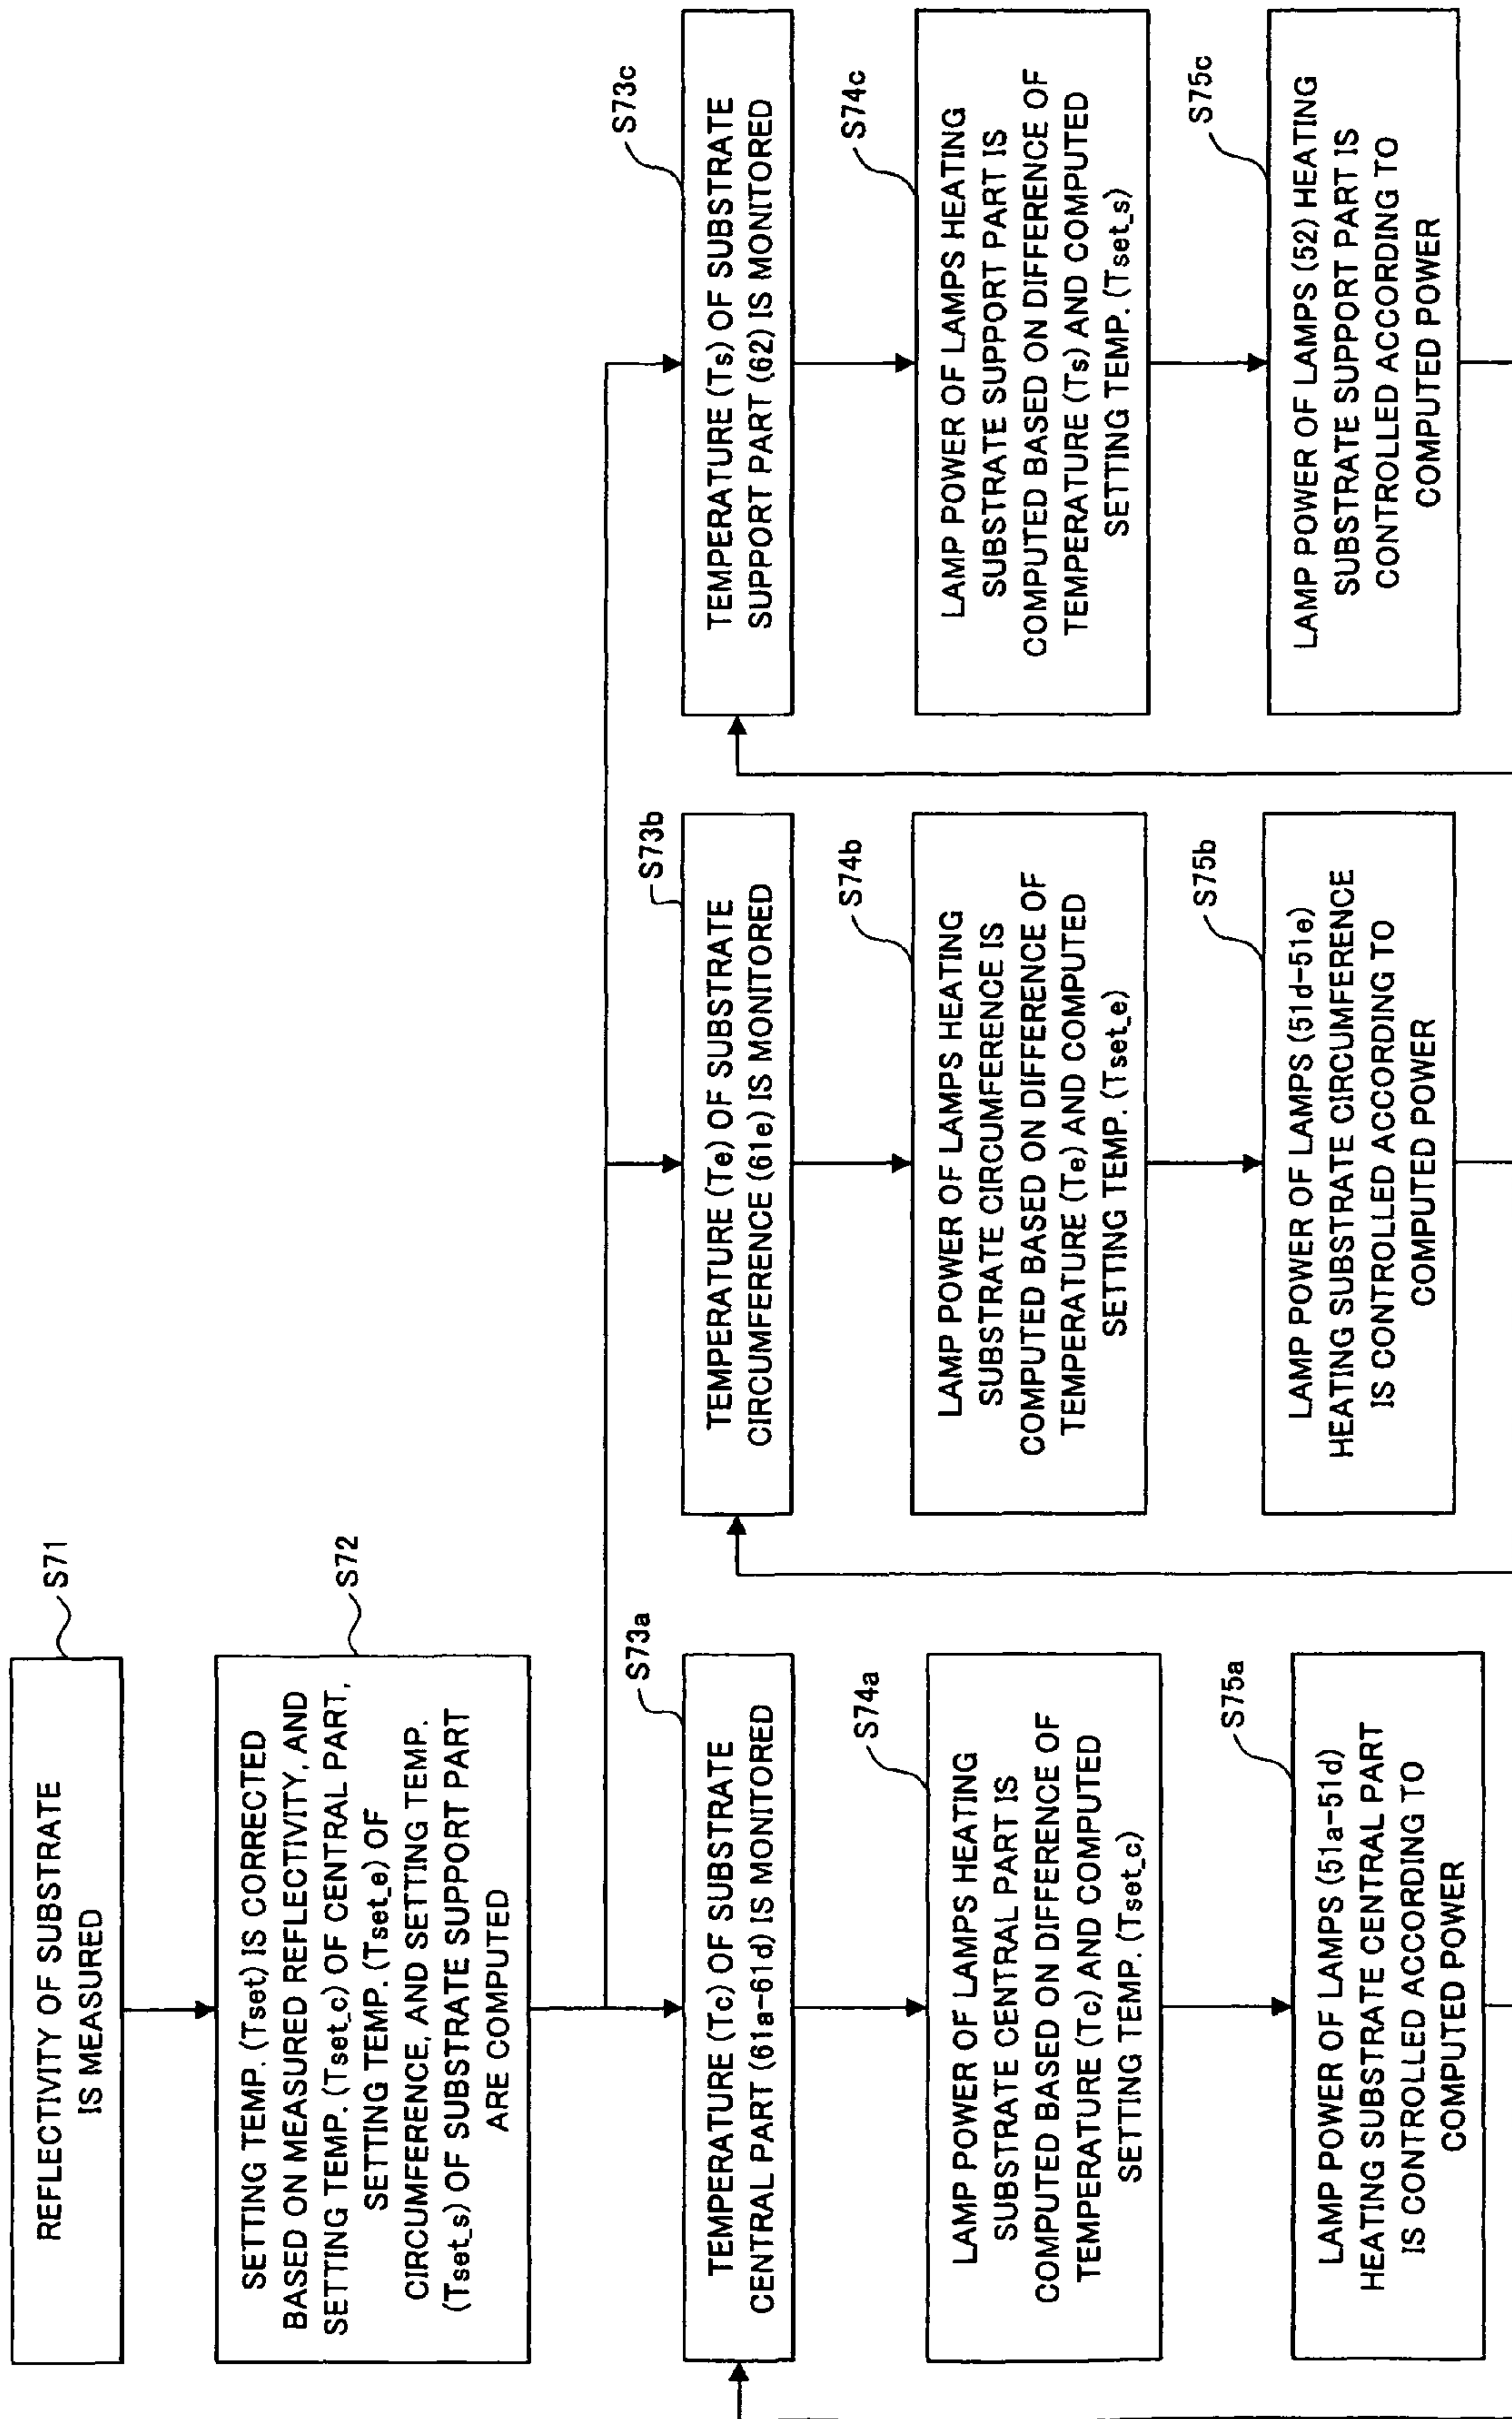 REFLECTIVITY OF SUBSTRATE
IS MEASURED
S71
SETTING TEMP. (Tset) IS CORRECTED
BASED ON MEASURED REFLECTIVITY, AND
SETTING TEMP. (Tset_c) OF CENTRAL PART,
SETTING TEMP. (Tset_e) OF
CIRCUMFERENCE, AND SETTING TEMP.
(Tset_s) OF SUBSTRATE SUPPORT PART
ARE COMPUTED
S72
TEMPERATURE (Tc) OF SUBSTRATE
CENTRAL PART (61a-61d) IS MONITORED
S73a
LAMP POWER OF LAMPS HEATING
SUBSTRATE CENTRAL PART IS
COMPUTED BASED ON DIFFERENCE OF
TEMPERATURE (Tc) AND COMPUTED
SETTING TEMP. (Tset_c)
S74a
LAMP POWER OF LAMPS (51a-51d)
HEATING SUBSTRATE CENTRAL PART
IS CONTROLLED ACCORDING TO
COMPUTED POWER
S75a
TEMPERATURE (Te) OF SUBSTRATE
CIRCUMFERENCE (61e) IS MONITORED
S73b
LAMP POWER OF LAMPS HEATING
SUBSTRATE CIRCUMFERENCE IS
COMPUTED BASED ON DIFFERENCE OF
TEMPERATURE (Te) AND COMPUTED
SETTING TEMP. (Tset_e)
S74b
LAMP POWER OF LAMPS (51d-51e)
HEATING SUBSTRATE CIRCUMFERENCE
IS CONTROLLED ACCORDING TO
COMPUTED POWER
S75b
TEMPERATURE (Ts) OF SUBSTRATE
SUPPORT PART (62) IS MONITORED
S73c
LAMP POWER OF LAMPS HEATING
SUBSTRATE SUPPORT PART IS
COMPUTED BASED ON DIFFERENCE OF
TEMPERATURE (Ts) AND COMPUTED
SETTING TEMP. (Tset_s)
S74c
LAMP POWER OF LAMPS (52) HEATING
SUBSTRATE SUPPORT PART IS
CONTROLLED ACCORDING TO
COMPUTED POWER
S75c